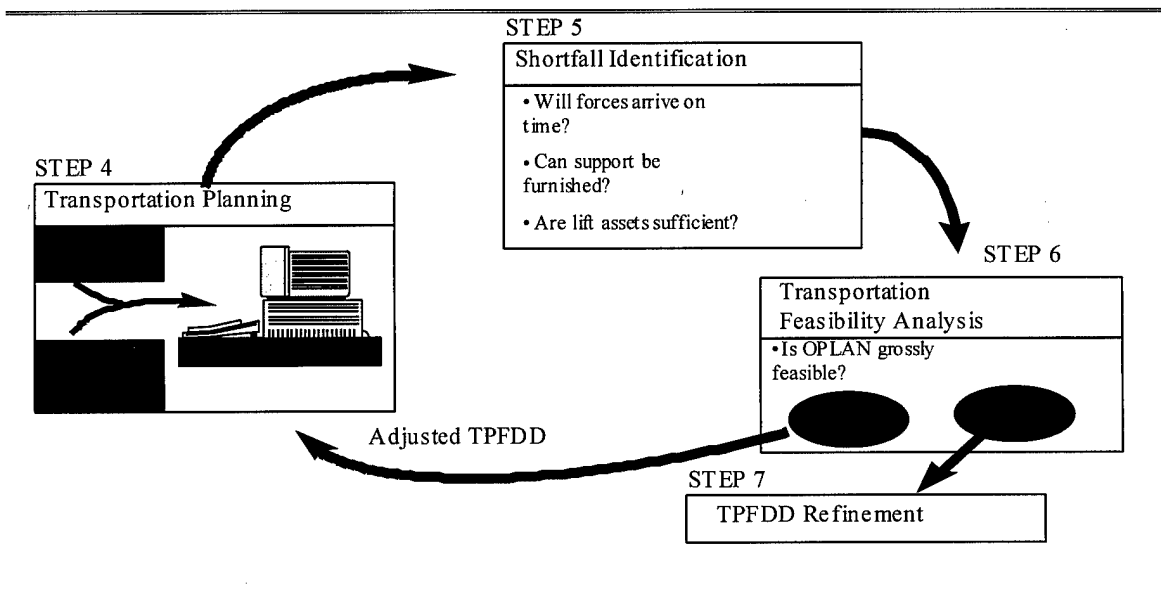 STEP 5
Shortfall Identification
• Will forces arrive on
time?
• Can support be
furnished?
• Are lift assets sufficient?
STEP 4
Transportation Planning
STEP 6
Transportation
Feasibility Analysis
•Is OPLAN grossly
feasible?
Adjusted TPFDD
STEP 7
TPFDD Refinement